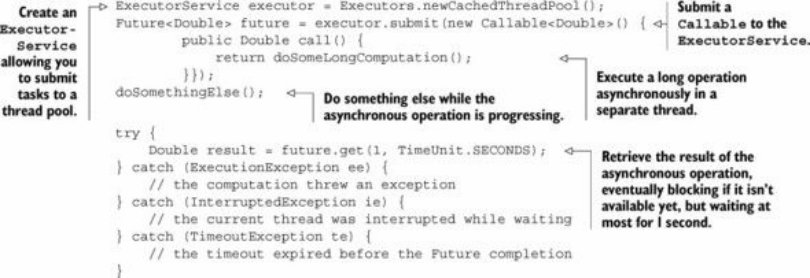 Create an
Executor-
Service
allowing you
to submit
tasks to a
thread pool.
ExecutorService executor = Executors.newCachedThreadPool();
Future<Double> future = executor.submit(new Callable<Double>() {
public Double call() {
return doSomeLongComputation();
}});
doSomethingElse();
Submit a
Callable to the
ExecutorService.
Execute a long operation
asynchronously in a
separate thread.
Do something else while the
asynchronous operation is progressing.
try {
Double result = future.get(1, TimeUnit.SECONDS);
} catch (ExecutionException ee) {
// the computation threw an exception
} catch (InterruptedException ie) {
// the current thread was interrupted while waiting
} catch (TimeoutException te) {
// the timeout expired before the Future completion
}
Retrieve the result of the
asynchronous operation,
eventually blocking if it isn't
available yet, but waiting at
most for 1 second.